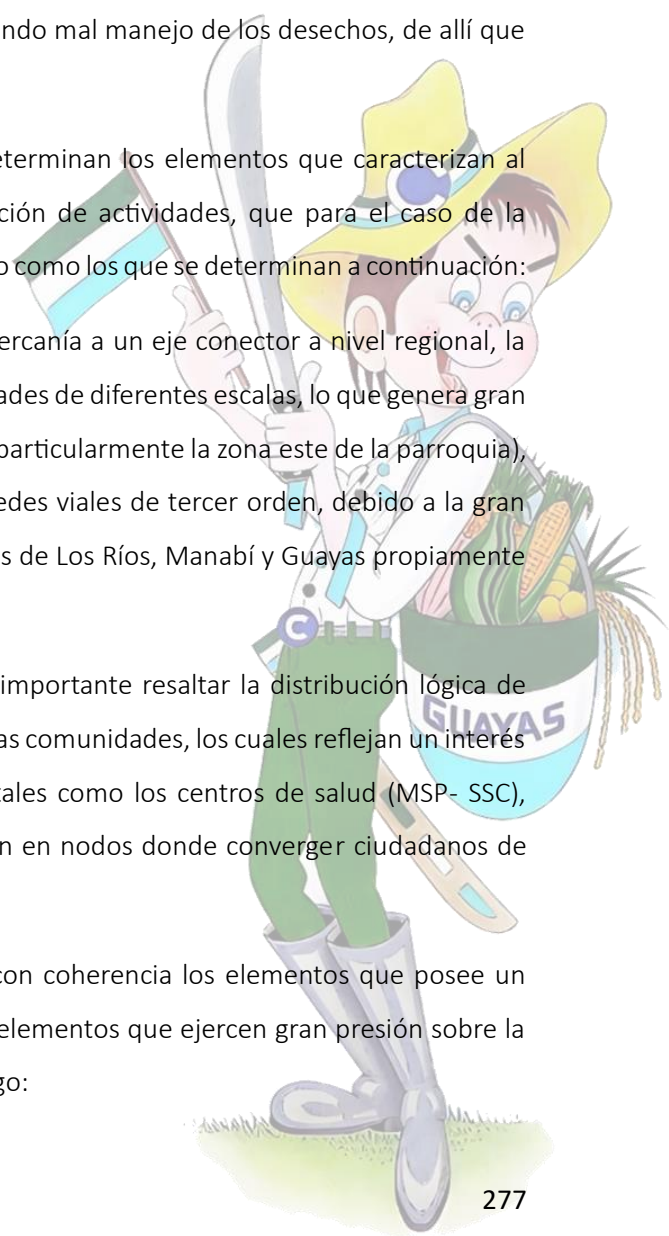 ndo mal manejo de los desechos, de allí que
eterminan los elementos que caracterizan al
ción de actividades, que para el caso de la
o como los que se determinan a continuación:
ercanía a un eje conector a nivel regional, la
ades de diferentes escalas, lo que genera gran
particularmente la zona este de la parroquia),
edes viales de tercer orden, debido a la gran
s de Los Ríos, Manabí y Guayas propiamente
importante resaltar la distribución lógica de
as comunidades, los cuales reflejan un interés
tales como los centros de salud (MSP- SSC),
n en nodos donde converger ciudadanos de
con coherencia los elementos que posee un
elementos que ejercen gran presión sobre la
go:
C
C
GUAYAS
277